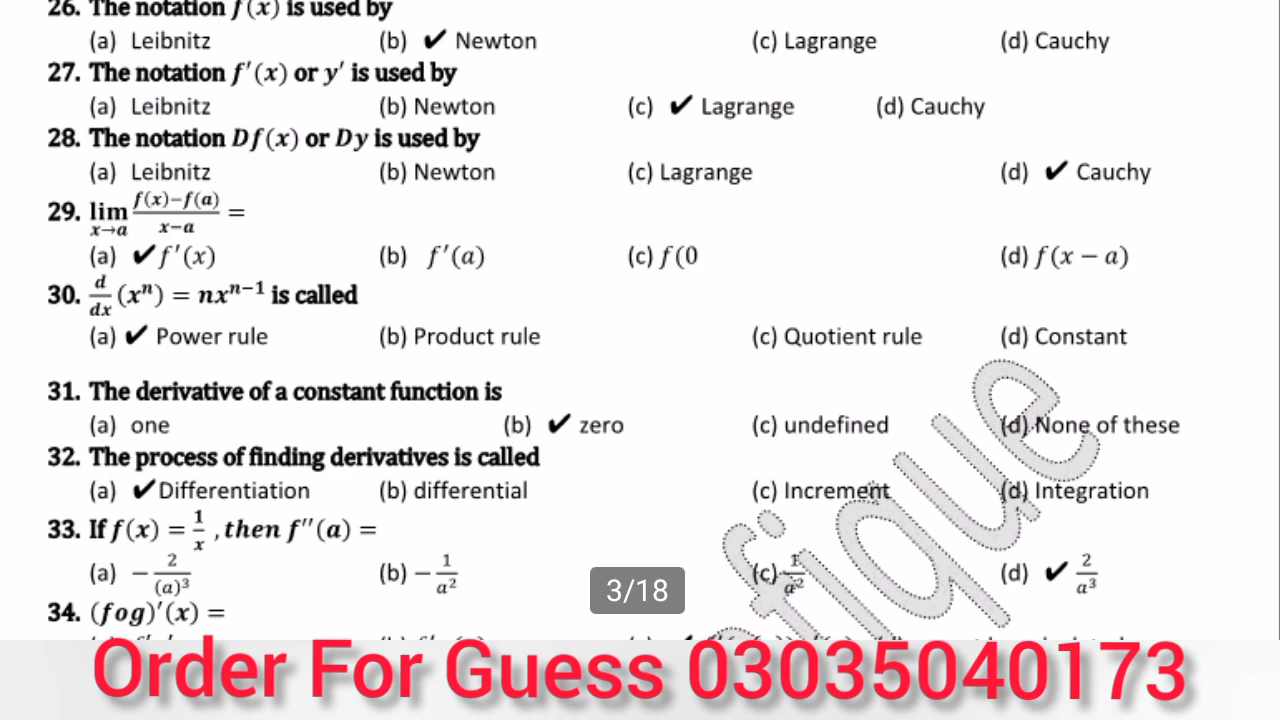 26. The notation f(x) is used by
(a) Leibnitz (b) ✔ Newton (c) Lagrange (d) Cauchy
27. The notation f′(x) or y′ is used by
(a) Leibnitz (b) Newton (c) ✔ Lagrange (d) Cauchy
28. The notation Df(x) or Dy is used by
(a) Leibnitz (b) Newton (c) Lagrange (d) ✔ Cauchy
29. lim x→a f(x)−f(a) / x−a =
(a) ✔ f′(x) (b) f′(a) (c) f(0 (d) f(x − a)
30. d/dx (xⁿ) = nxⁿ⁻¹ is called
(a) ✔ Power rule (b) Product rule (c) Quotient rule (d) Constant
31. The derivative of a constant function is
(a) one (b) ✔ zero (c) undefined (d) None of these
32. The process of finding derivatives is called
(a) ✔ Differentiation (b) differential (c) Increment (d) Integration
33. If f(x) = 1/x , then f′′(a) =
(a) − 2/(a)³ (b) − 1/a² (c) 1/a² (d) ✔ 2/a³
3/18
34. (fog)′(x) =
figue
Order For Guess 03035040173